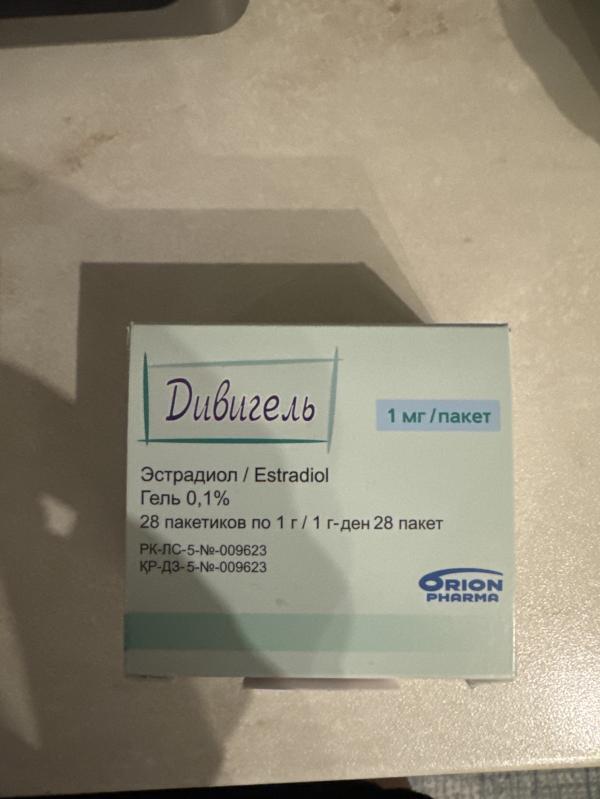 Дивигель
1 мг/пакет
Эстрадиол / Estradiol
Гель 0,1%
28 пакетиков по 1 г / 1 г-ден 28 пакет
РК-ЛС-5-№-009623
ҚР-ДЗ-5-№-009623
ORION
PHARMA